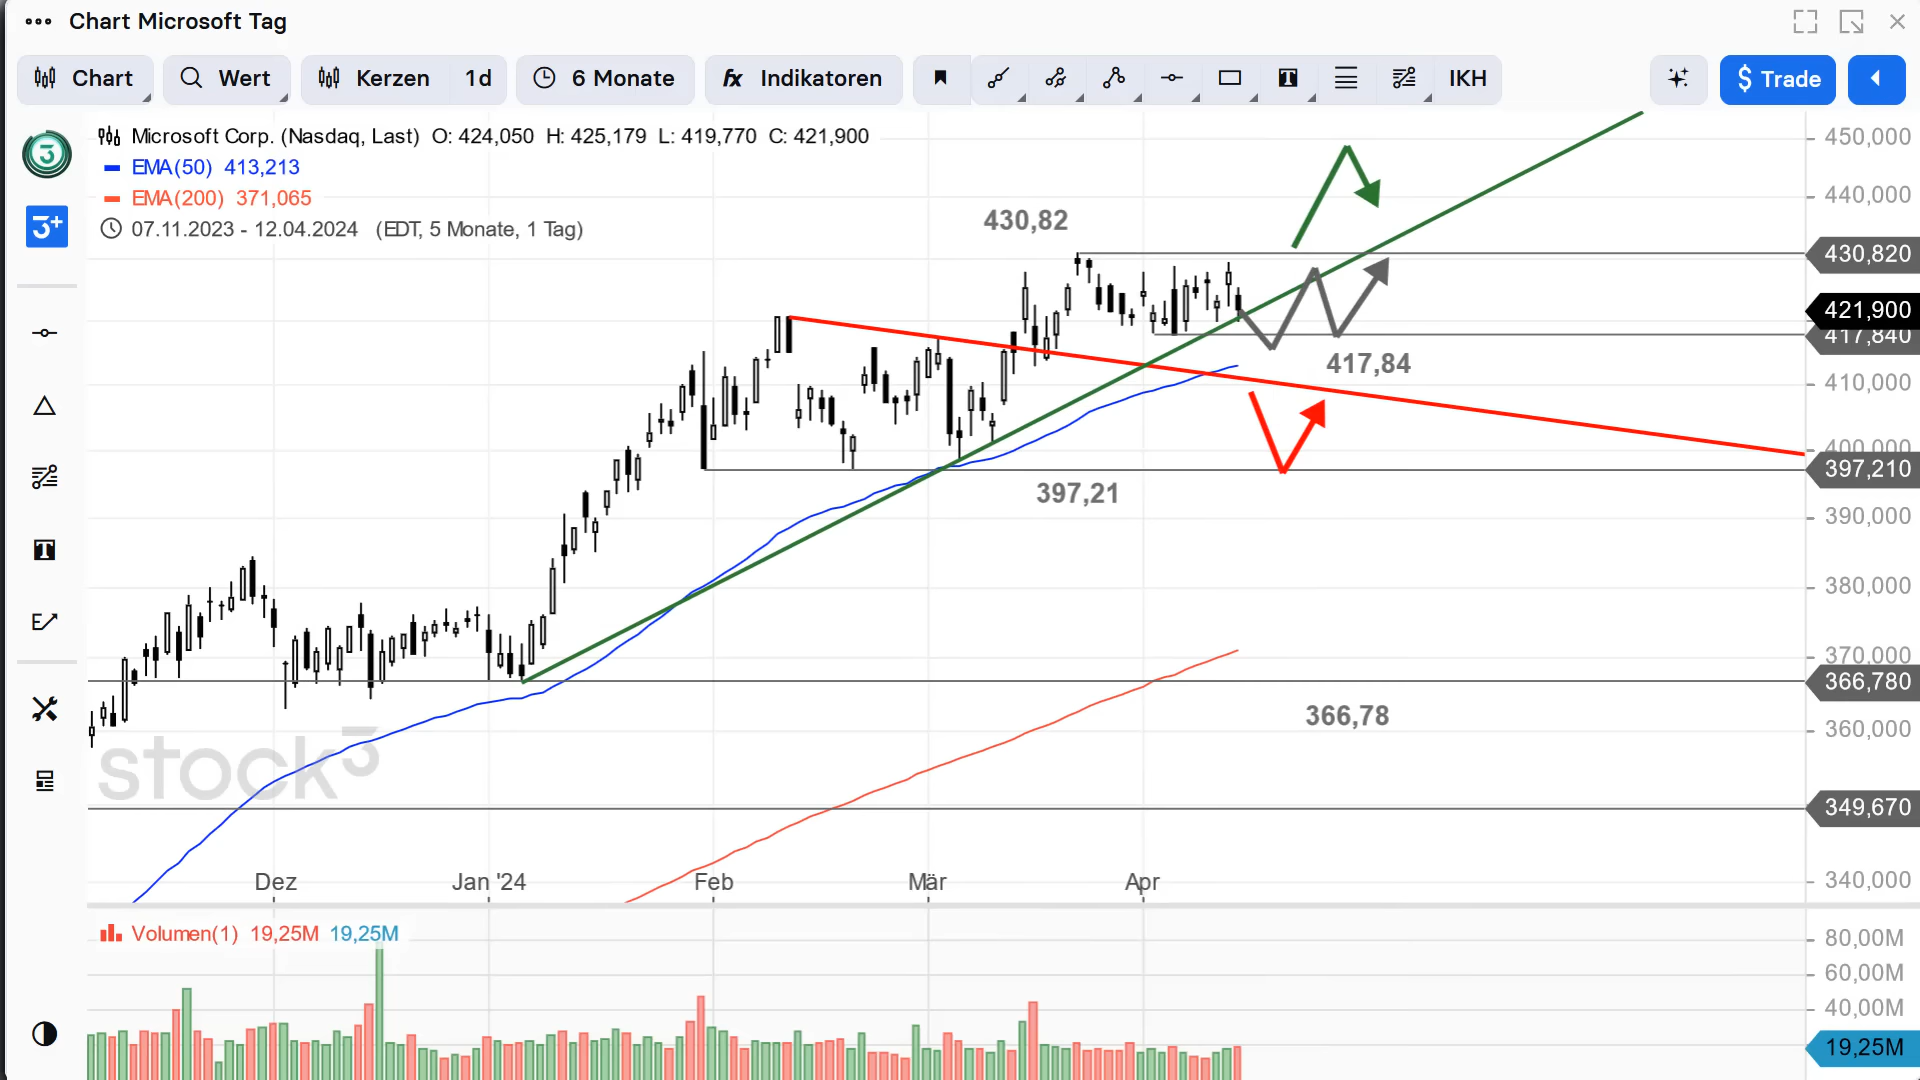 Chart Microsoft Tag
Chart
Wert
Kerzen
1d
6 Monate
fx Indikatoren
T
IKH
$ Trade
3
3+
T
E
Microsoft Corp. (Nasdaq, Last) O: 424,050 H: 425,179 L: 419,770 C: 421,900
EMA(50) 413,213
EMA(200) 371,065
07.11.2023 - 12.04.2024 (EDT, 5 Monate, 1 Tag)
430,82
417,84
397,21
366,78
stock3
450,000
440,000
430,820
421,900
417,840
410,000
400,000
397,210
390,000
380,000
370,000
366,780
360,000
349,670
340,000
Dez
Jan '24
Feb
Mär
Apr
Volumen(1) 19,25M 19,25M
80,00M
60,00M
40,00M
19,25M